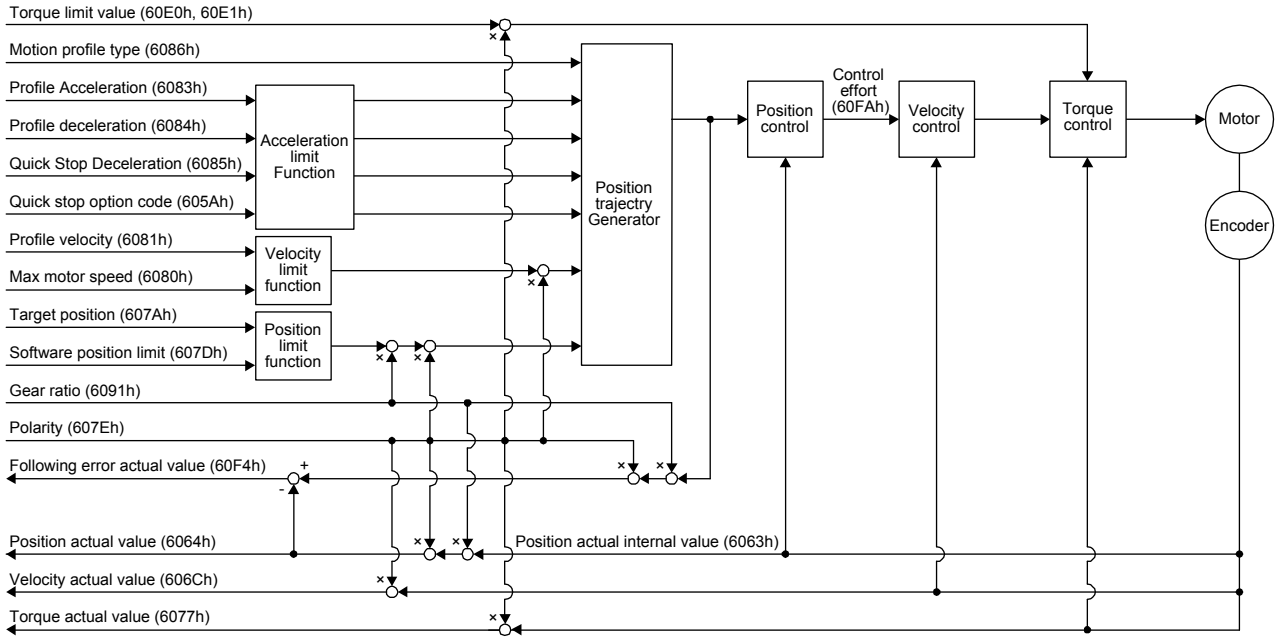 Torque limit value (60E0h, 60E1h)
×
Motion profile type (6086h)
Profile Acceleration (6083h)
Profile deceleration (6084h)
Quick Stop Deceleration (6085h)
Quick stop option code (605Ah)
Acceleration
limit
Function
Profile velocity (6081h)
Max motor speed (6080h)
Velocity
limit
function
×
Target position (607Ah)
Software position limit (607Dh)
Position
limit
function
×
×
Position
trajectry
Generator
Position
control
Control
effort
(60FAh)
Velocity
control
Torque
control
Motor
Encoder
Gear ratio (6091h)
Polarity (607Eh)
Following error actual value (60F4h)
+
-
×
×
Position actual value (6064h)
×
×
Position actual internal value (6063h)
Velocity actual value (606Ch)
×
Torque actual value (6077h)
×